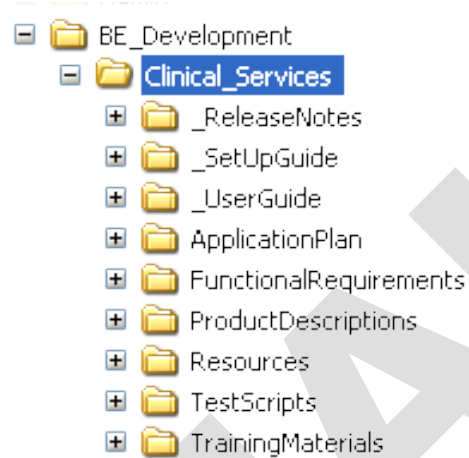 BE_Development
Clinical_Services
_ReleaseNotes
_SetUpGuide
_UserGuide
ApplicationPlan
FunctionalRequirements
ProductDescriptions
Resources
TestScripts
TrainingMaterials